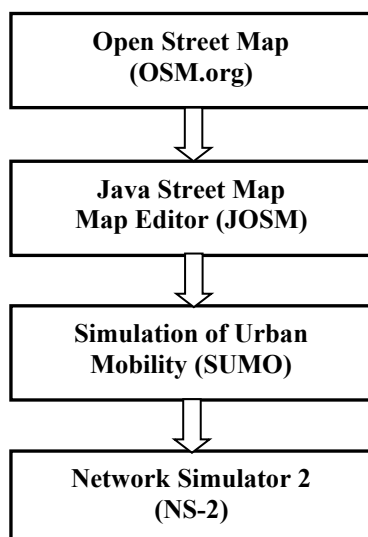 Open Street Map
(OSM.org)
Java Street Map
Map Editor (JOSM)
Simulation of Urban
Mobility (SUMO)
Network Simulator 2
(NS-2)